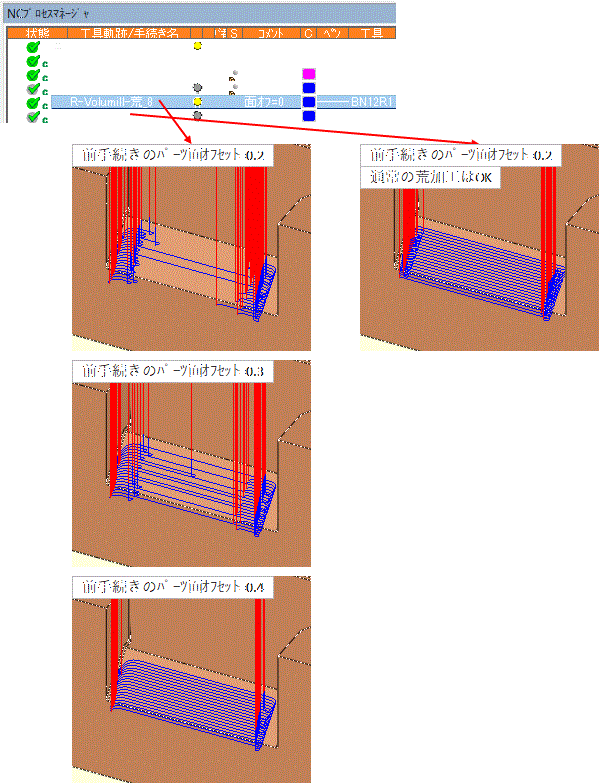 NCﾌﾟﾛｾｽﾏﾈｰｼﾞｬ
状態 工具軌跡/手続き名 S ｺﾒﾝﾄ C ﾍﾟﾝ 工具
c
c
c
R-Volumill-荒_8 面ｵﾌ=0 BN12R1
c
c
前手続きのﾊﾟｰﾂ面ｵﾌｾｯﾄ:0.2
前手続きのﾊﾟｰﾂ面ｵﾌｾｯﾄ:0.2
通常の荒加工はOK
前手続きのﾊﾟｰﾂ面ｵﾌｾｯﾄ:0.3
前手続きのﾊﾟｰﾂ面ｵﾌｾｯﾄ:0.4